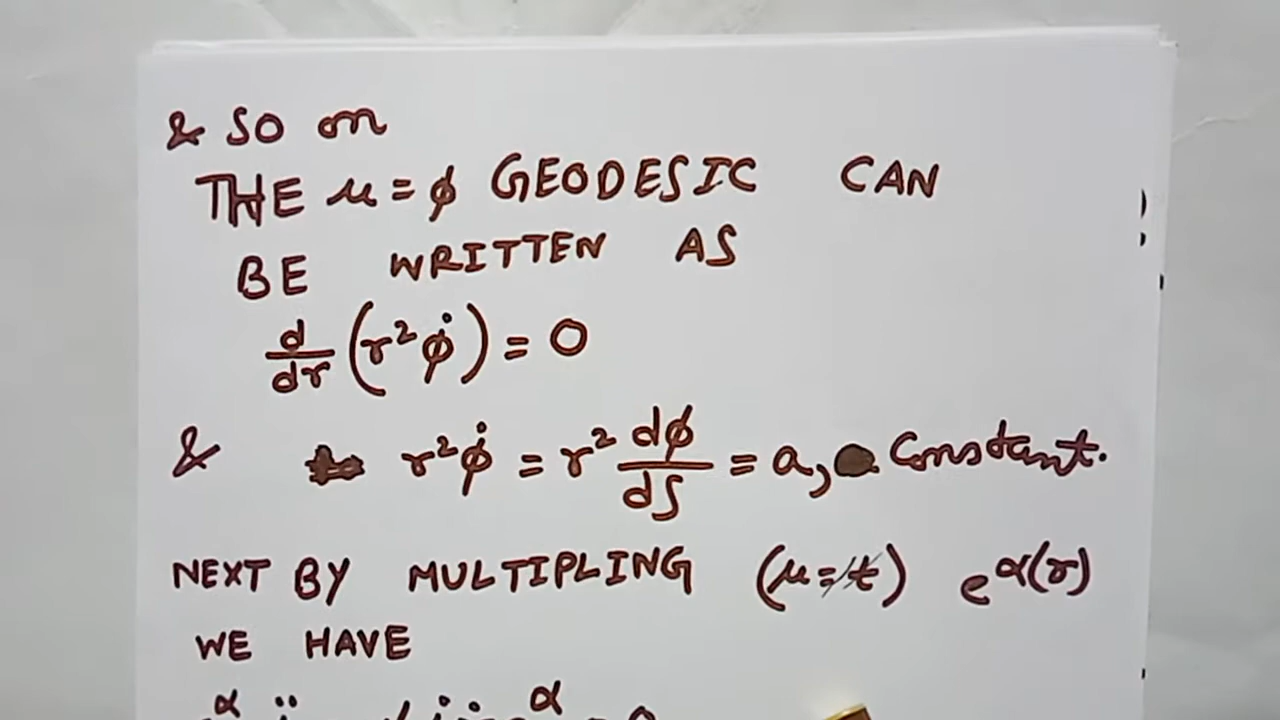 & SO on
THE μ = ϕ GEODESIC CAN
BE WRITTEN AS
d/dr (r²ϕ̇) = 0
& r²ϕ̇ = r² dϕ/dS = a, Constant.
NEXT BY MULTIPLING (μ = t) e^α(r)
WE HAVE